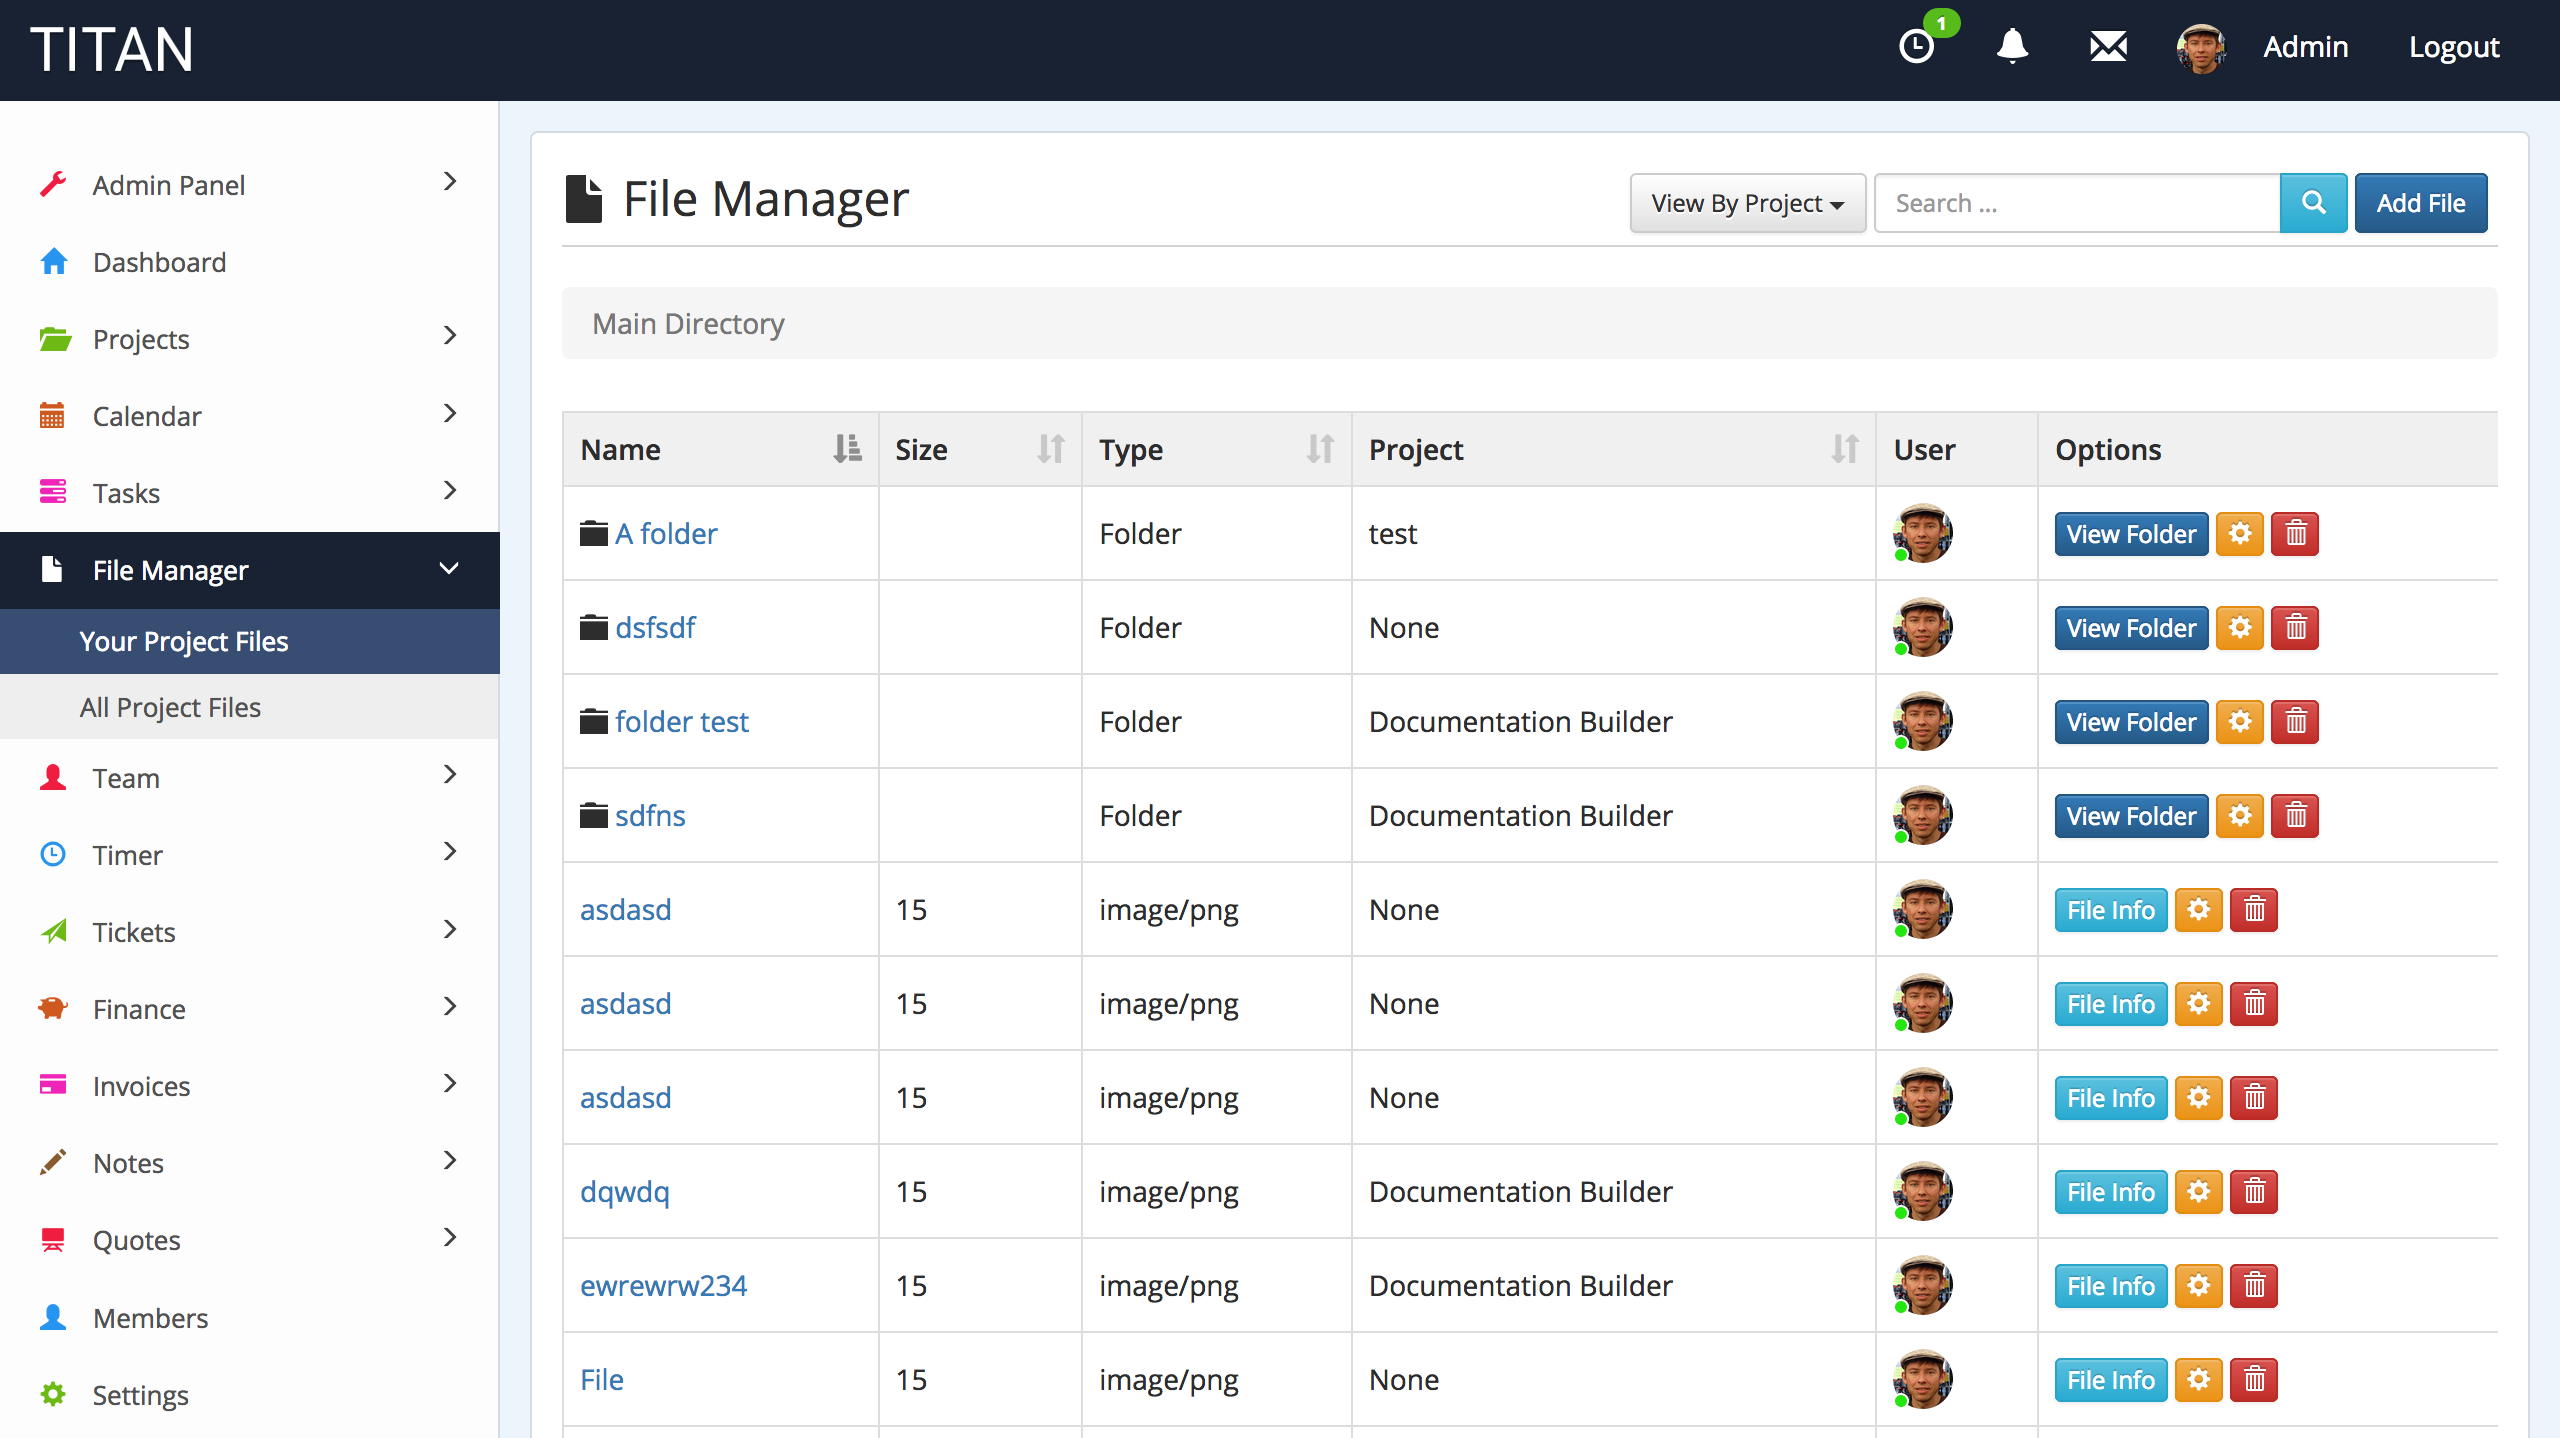 TITAN
1
Admin
Logout
Admin Panel
Dashboard
Projects
Calendar
Tasks
File Manager
Your Project Files
All Project Files
Team
Timer
Tickets
Finance
Invoices
Notes
Quotes
Members
Settings
File Manager
View By Project
Search ...
Add File
Main Directory
Name Size Type Project User Options
A folder Folder test View Folder
dsfsdf Folder None View Folder
folder test Folder Documentation Builder View Folder
sdfns Folder Documentation Builder View Folder
asdasd 15 image/png None File Info
asdasd 15 image/png None File Info
asdasd 15 image/png None File Info
dqwdq 15 image/png Documentation Builder File Info
ewrewrw234 15 image/png Documentation Builder File Info
File 15 image/png None File Info